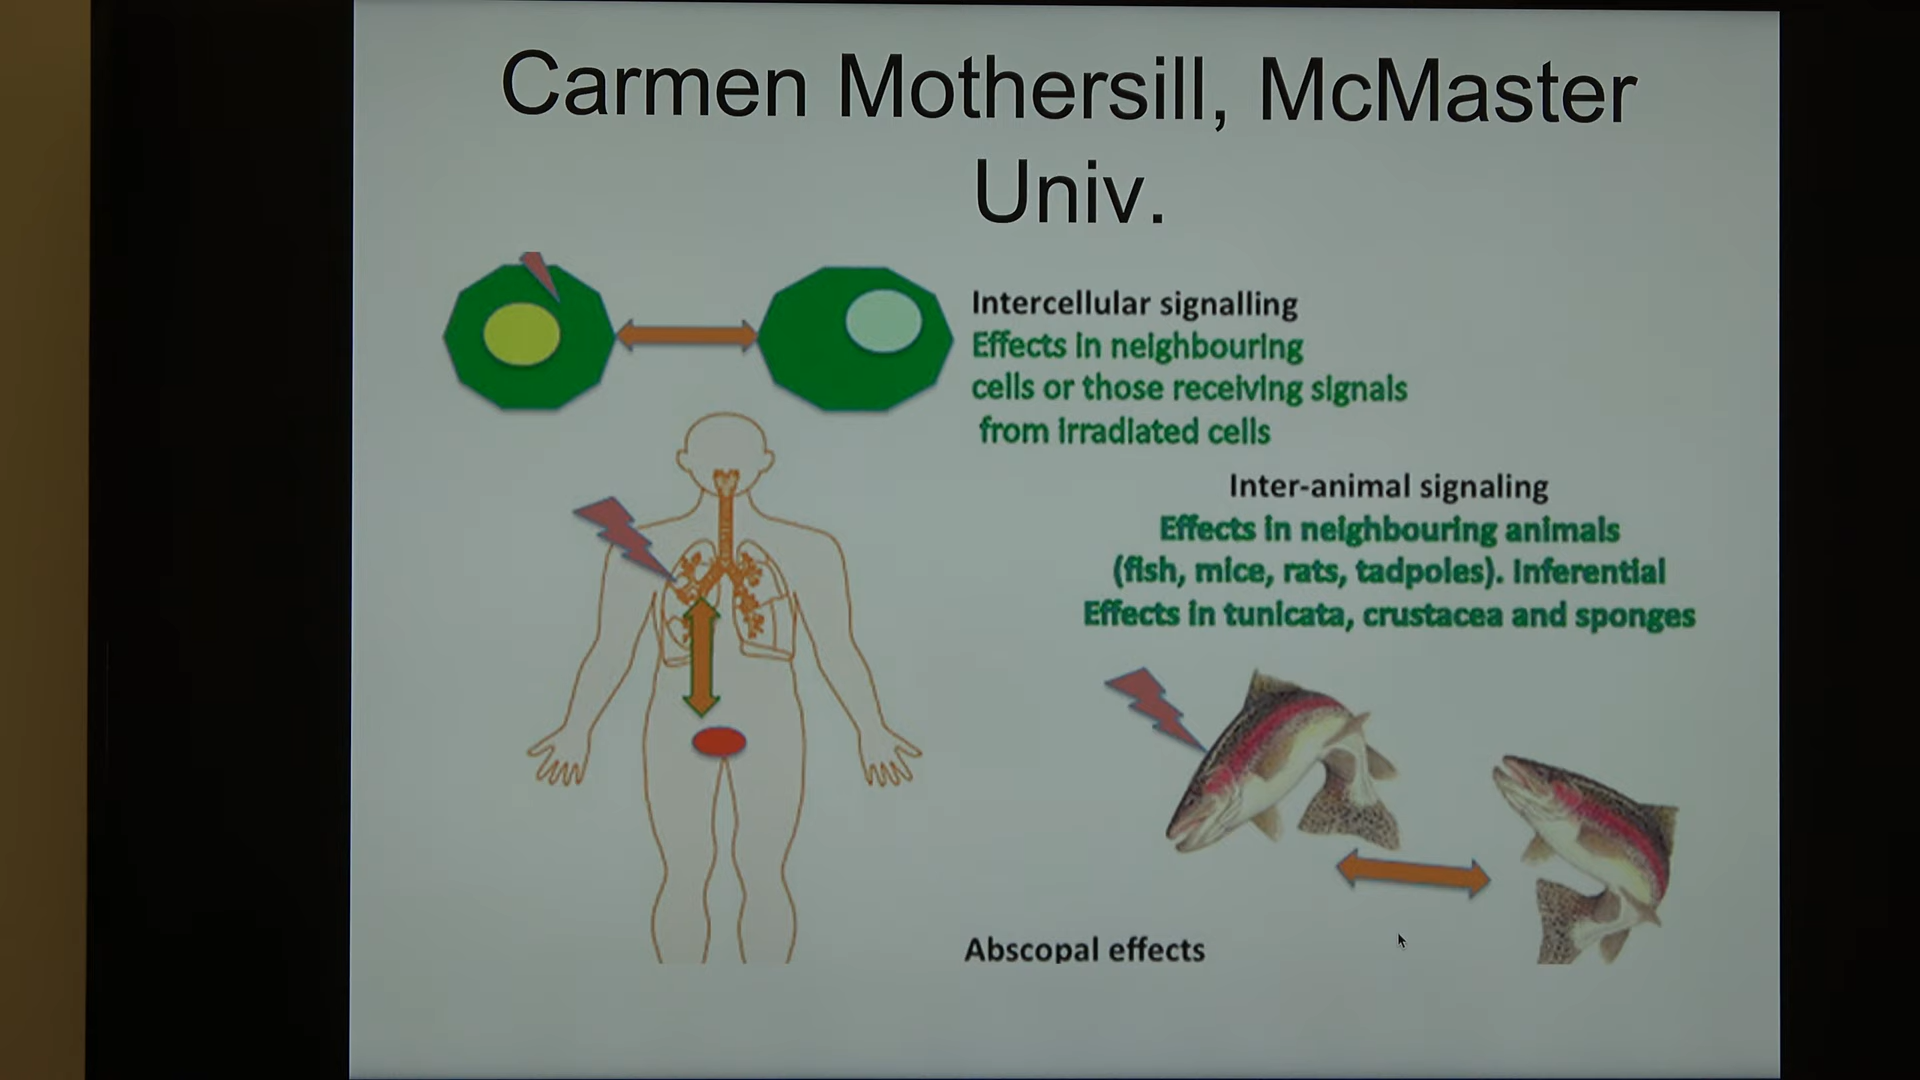 Carmen Mothersill, McMaster
Univ.
Intercellular signalling
Effects in neighbouring
cells or those receiving signals
from irradiated cells
Inter-animal signaling
Effects in neighbouring animals
(fish, mice, rats, tadpoles). Inferential
Effects in tunicata, crustacea and sponges
Abscopal effects